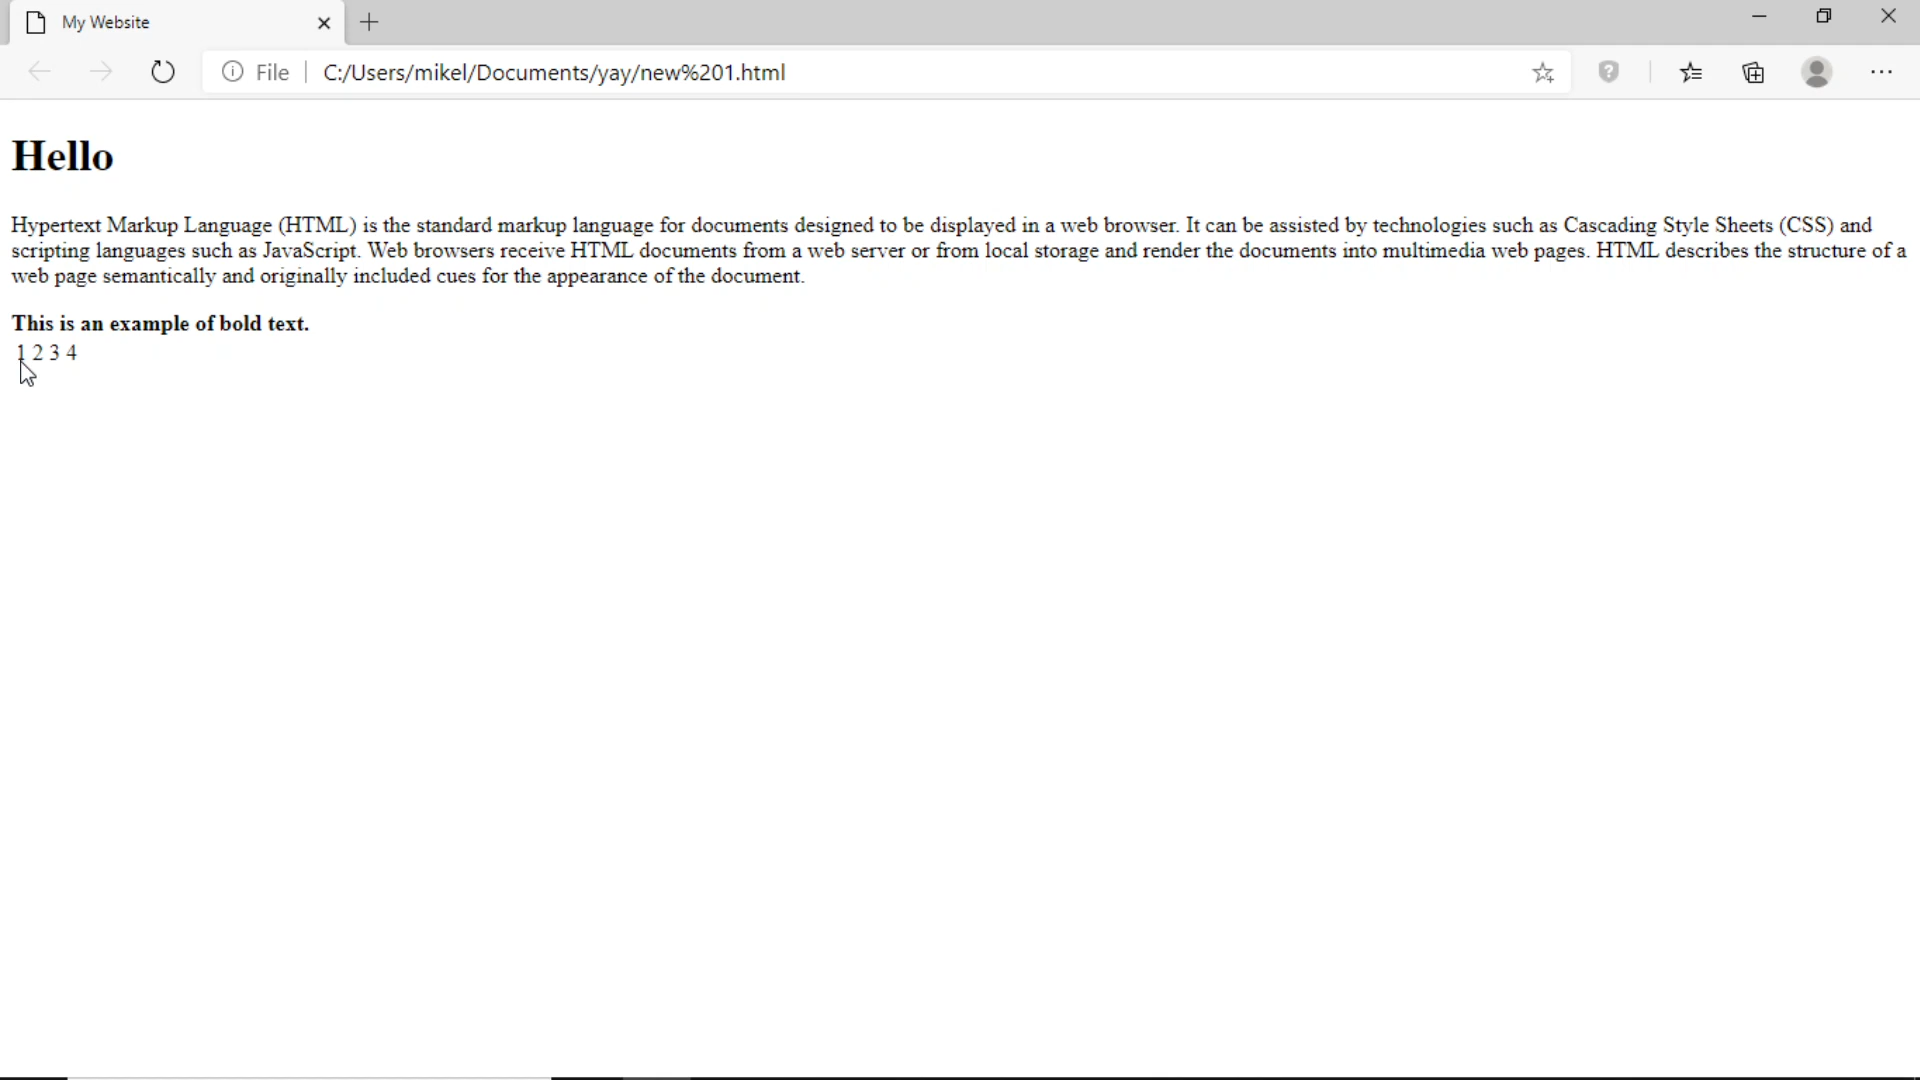 My Website
File C:/Users/mikel/Documents/yay/new%201.html
Hello
Hypertext Markup Language (HTML) is the standard markup language for documents designed to be displayed in a web browser. It can be assisted by technologies such as Cascading Style Sheets (CSS) and
scripting languages such as JavaScript. Web browsers receive HTML documents from a web server or from local storage and render the documents into multimedia web pages. HTML describes the structure of a
web page semantically and originally included cues for the appearance of the document.
This is an example of bold text.
1 2 3 4